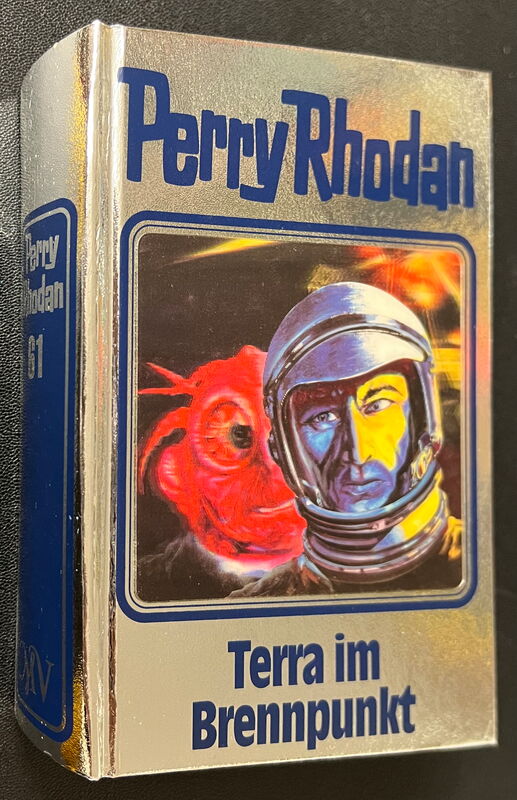 Perry Rhodan
Terra im
Brennpunkt
Perry
Rhodan
61